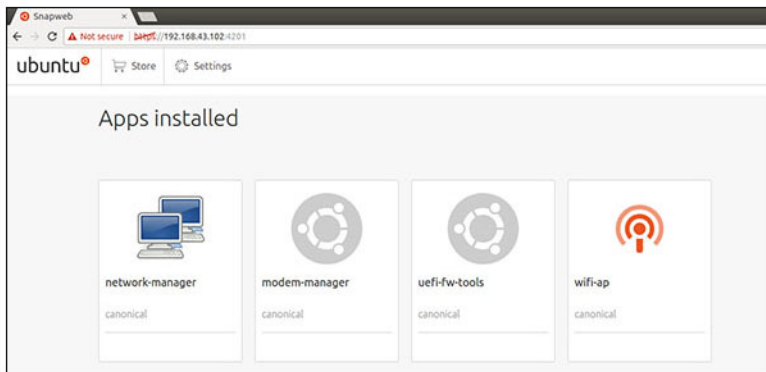 Snapweb
Not secure | https://192.168.43.102:4201
ubuntu Store Settings
Apps installed
network-manager modem-manager uefi-fw-tools wifi-ap
canonical canonical canonical canonical